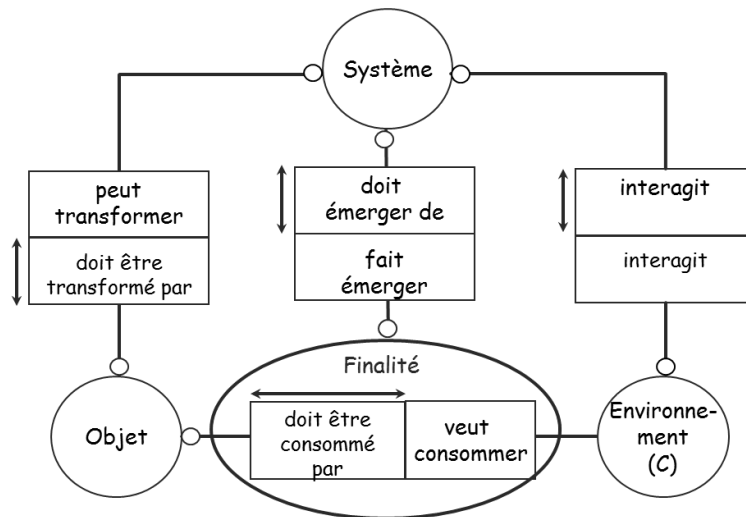 Système
peut
transformer
doit être
transformé par
doit
émerger de
fait
émerger
interagit
interagit
Finalité
Objet
doit être
consommé
par
veut
consommer
Environne-
ment
(C)